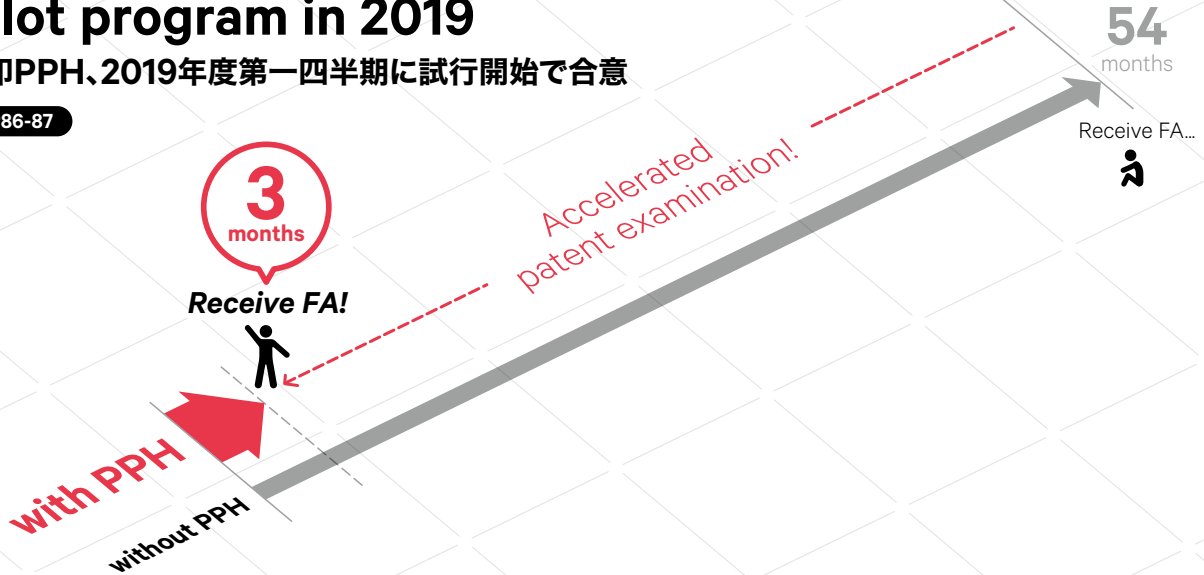 lot program in 2019
印PPH、2019年度第一四半期に試行開始で合意
86-87
54
months
Receive FA...
3
months
Receive FA!
Accelerated
patent examination!
with PPH
without PPH